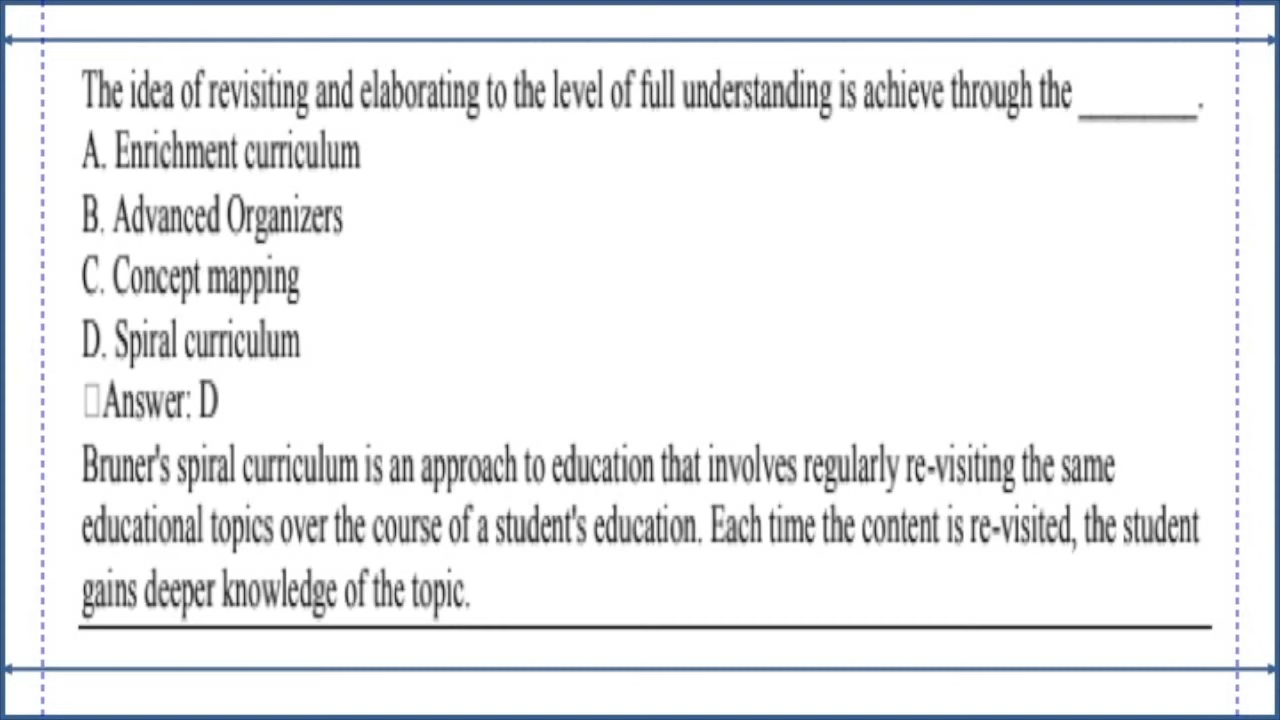 The idea of revisiting and elaborating to the level of full understanding is achieve through the ________.
A. Enrichment curriculum
B. Advanced Organizers
C. Concept mapping
D. Spiral curriculum
Answer: D
Bruner's spiral curriculum is an approach to education that involves regularly re-visiting the same
educational topics over the course of a student's education. Each time the content is re-visited, the student
gains deeper knowledge of the topic.